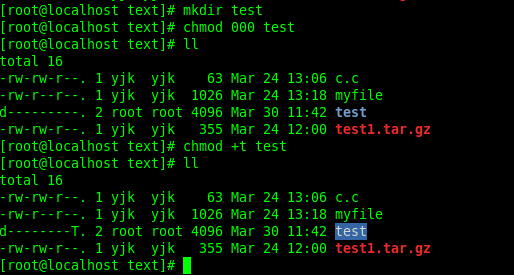 [root@localhost text]# mkdir test
[root@localhost text]# chmod 000 test
[root@localhost text]# ll
total 16
-rw-rw-r--. 1 yjk  yjk    63 Mar 24 13:06 c.c
-rw-r--r--. 1 yjk  yjk  1026 Mar 24 13:18 myfile
d---------. 2 root root 4096 Mar 30 11:42 test
-rw-rw-r--. 1 yjk  yjk   355 Mar 24 12:00 test1.tar.gz
[root@localhost text]# chmod +t test
[root@localhost text]# ll
total 16
-rw-rw-r--. 1 yjk  yjk    63 Mar 24 13:06 c.c
-rw-r--r--. 1 yjk  yjk  1026 Mar 24 13:18 myfile
d--------T. 2 root root 4096 Mar 30 11:42 test
-rw-rw-r--. 1 yjk  yjk   355 Mar 24 12:00 test1.tar.gz
[root@localhost text]#